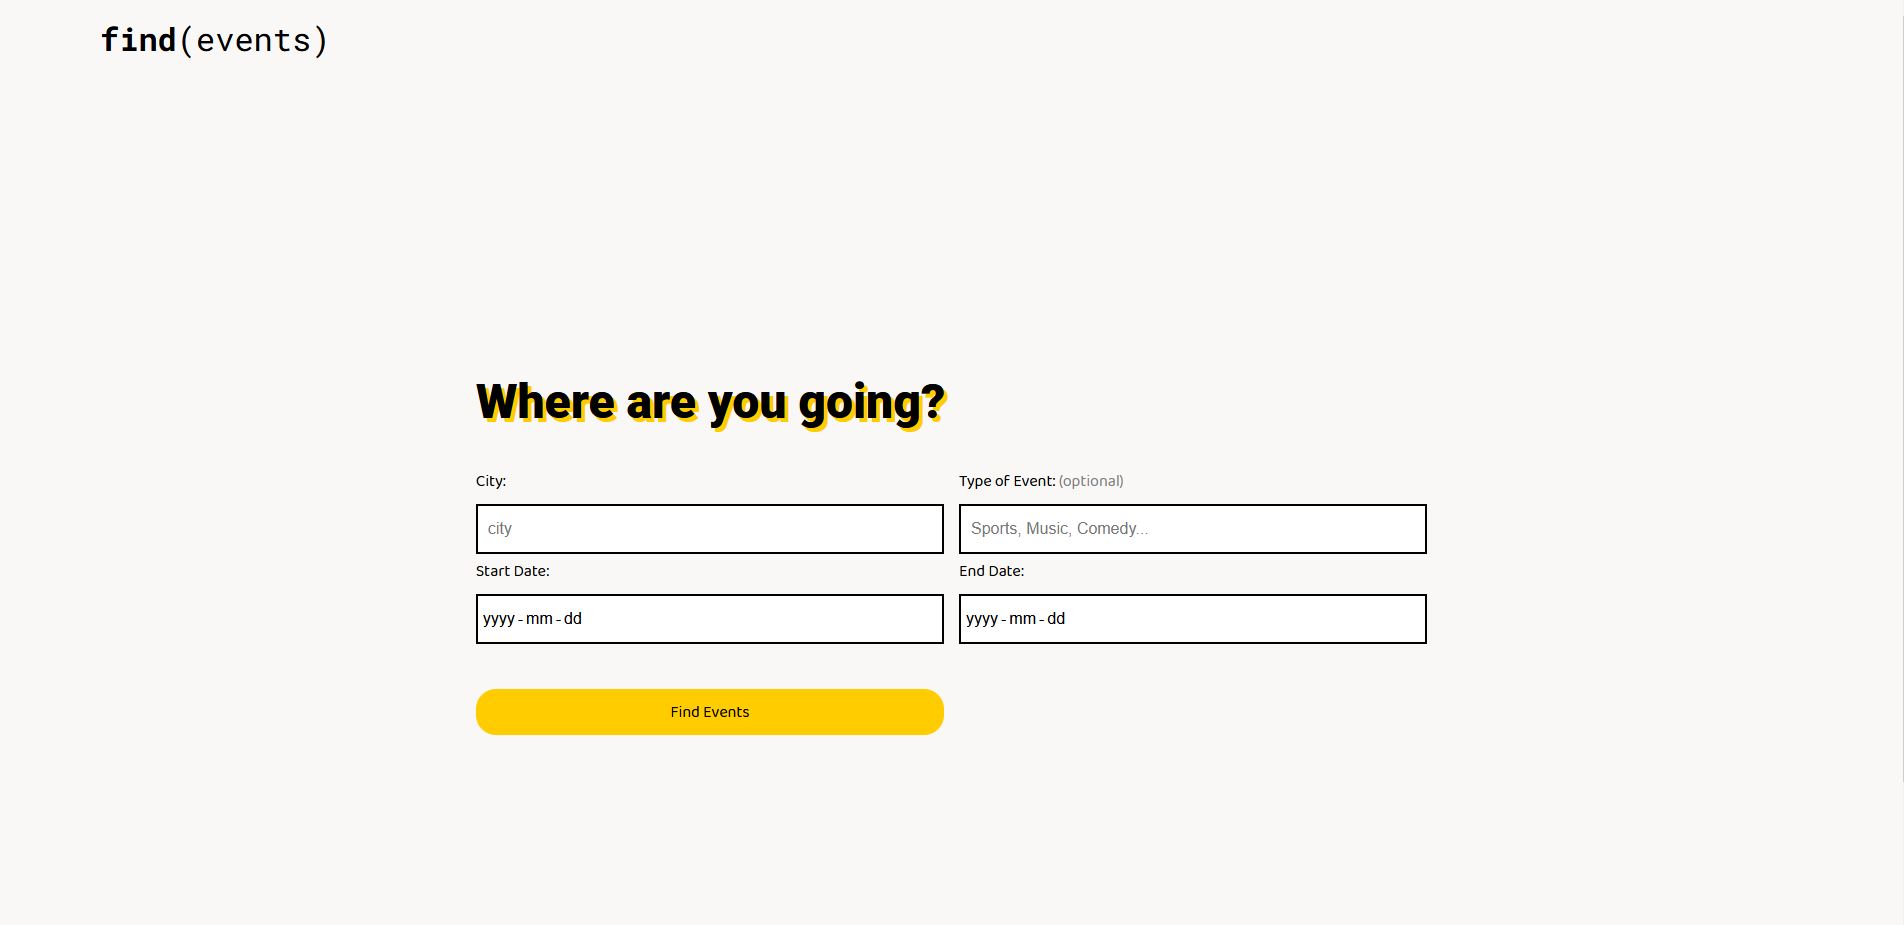 find(events)
Where are you going?
City:
Type of Event: (optional)
city
Sports, Music, Comedy...
Start Date:
End Date:
yyyy-mm-dd
yyyy-mm-dd
Find Events